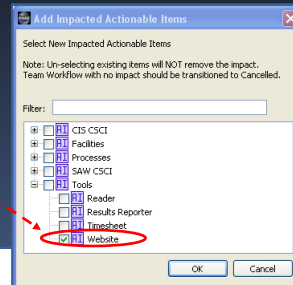 Add Impacted Actionable Items
Select New Impacted Actionable Items
Note: Un-selecting existing items will NOT remove the impact.
Team Workflow with no impact should be transitioned to Cancelled.
Filter:
AI CIS CSCI
AI Facilities
AI Processes
AI SAW CSCI
AI Tools
AI Reader
AI Results Reporter
AI Timesheet
AI Website
OK Cancel